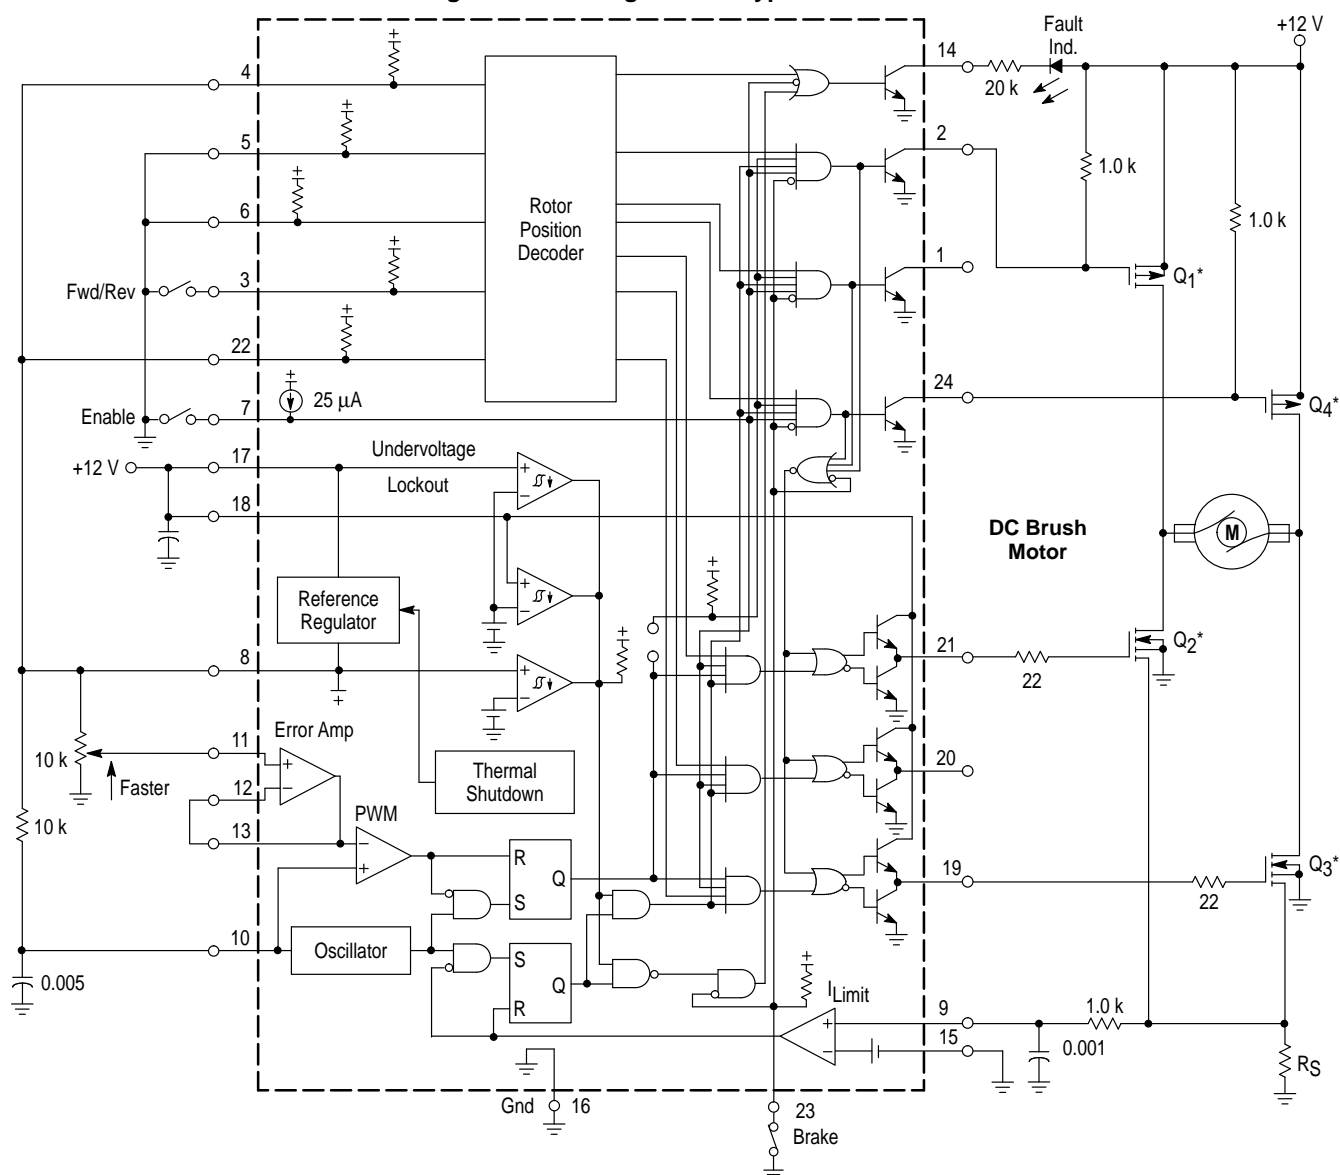 14
Fault
Ind.
+12 V
4
20 k
5
2
1.0 k
6
Rotor
Position
Decoder
1.0 k
Fwd/Rev
3
1
Q1*
22
Enable
7
25 μA
24
Q4*
+12 V
17
Undervoltage
Lockout
18
DC Brush
Motor
M
Reference
Regulator
21
Q2*
22
8
Error Amp
11
10 k
Faster
12
Thermal
Shutdown
20
10 k
13
PWM
R
Q
S
19
Q3*
22
10
Oscillator
S
Q
R
0.005
ILimit
9
1.0 k
15
0.001
RS
Gnd
16
23
Brake